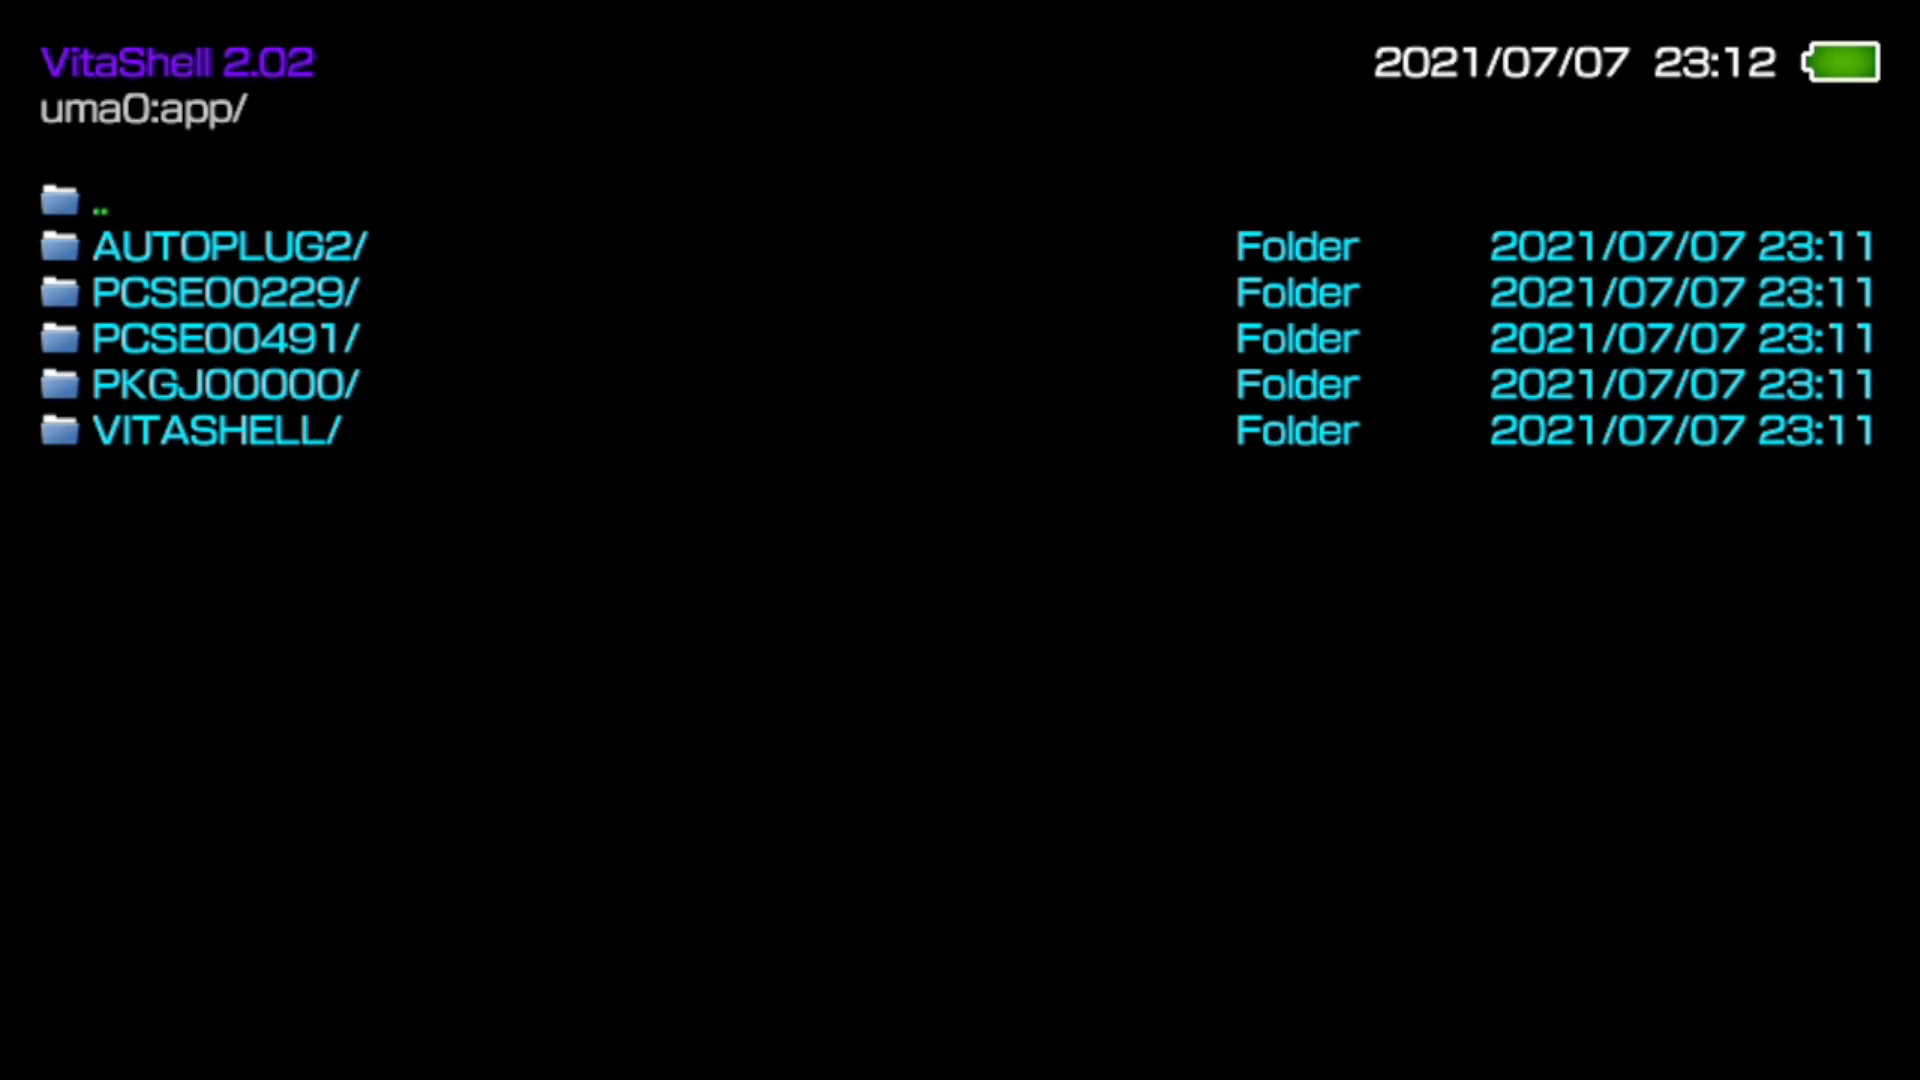 VitaShell 2.02 2021/07/07 23:12
uma0:app/
..
AUTOPLUG2/ Folder 2021/07/07 23:11
PCSE00229/ Folder 2021/07/07 23:11
PCSE00491/ Folder 2021/07/07 23:11
PKGJ00000/ Folder 2021/07/07 23:11
VITASHELL/ Folder 2021/07/07 23:11